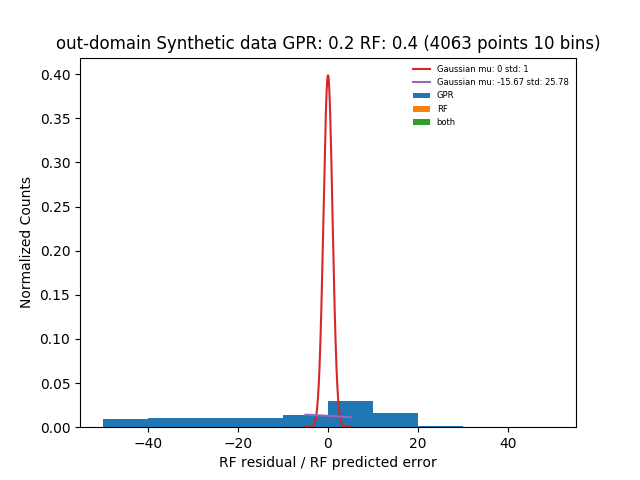 out-domain Synthetic data GPR: 0.2 RF: 0.4 (4063 points 10 bins)
Gaussian mu: 0 std: 1
Gaussian mu: -15.67 std: 25.78
GPR
RF
both
Normalized Counts
0.40
0.35
0.30
0.25
0.20
0.15
0.10
0.05
0.00
−40 −20 0 20 40
RF residual / RF predicted error